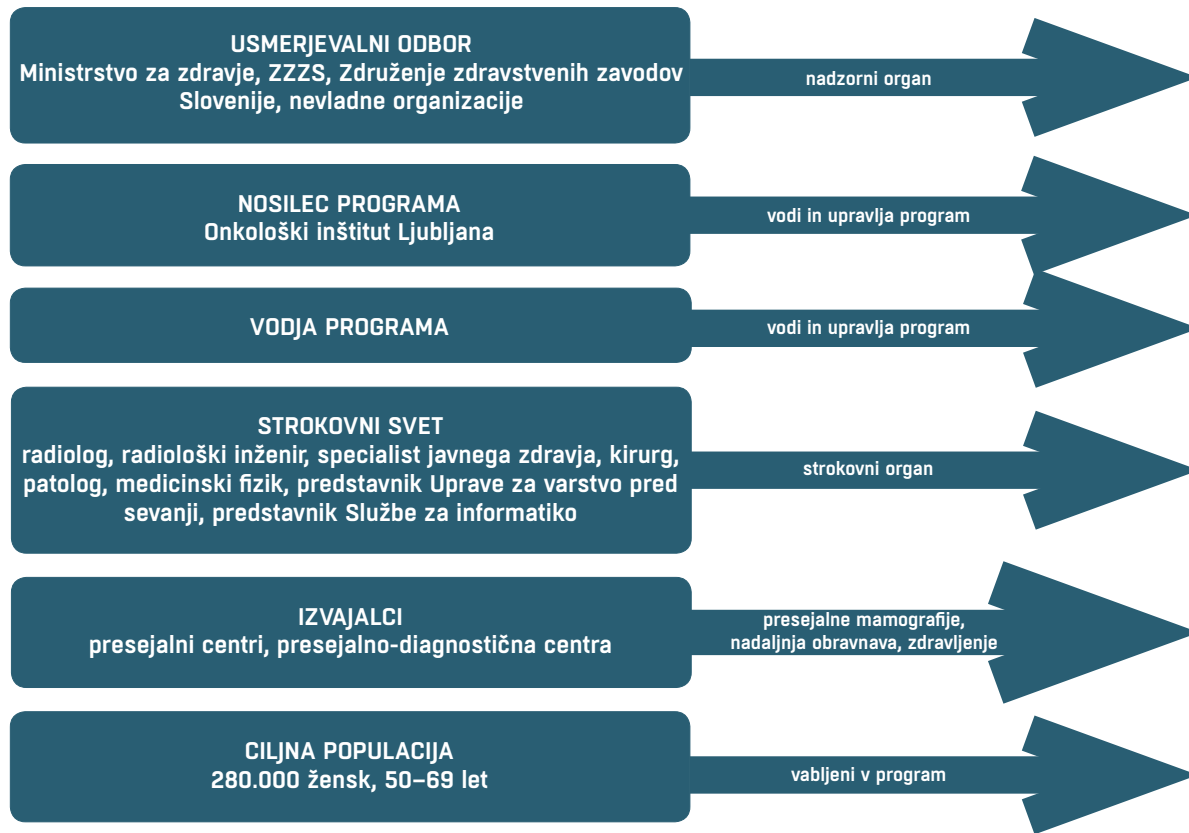 USMERJEVALNI ODBOR
Ministrstvo za zdravje, ZZZS, Združenje zdravstvenih zavodov
Slovenije, nevladne organizacije
nadzorni organ
NOSILEC PROGRAMA
Onkološki inštitut Ljubljana
vodi in upravlja program
VODJA PROGRAMA
vodi in upravlja program
STROKOVNI SVET
radiolog, radiološki inženir, specialist javnega zdravja, kirurg,
patolog, medicinski fizik, predstavnik Uprave za varstvo pred
sevanji, predstavnik Službe za informatiko
strokovni organ
IZVAJALCI
presejalni centri, presejalno-diagnostična centra
presejalne mamografije,
nadaljnja obravnava, zdravljenje
CILJNA POPULACIJA
280.000 žensk, 50–69 let
vabljeni v program